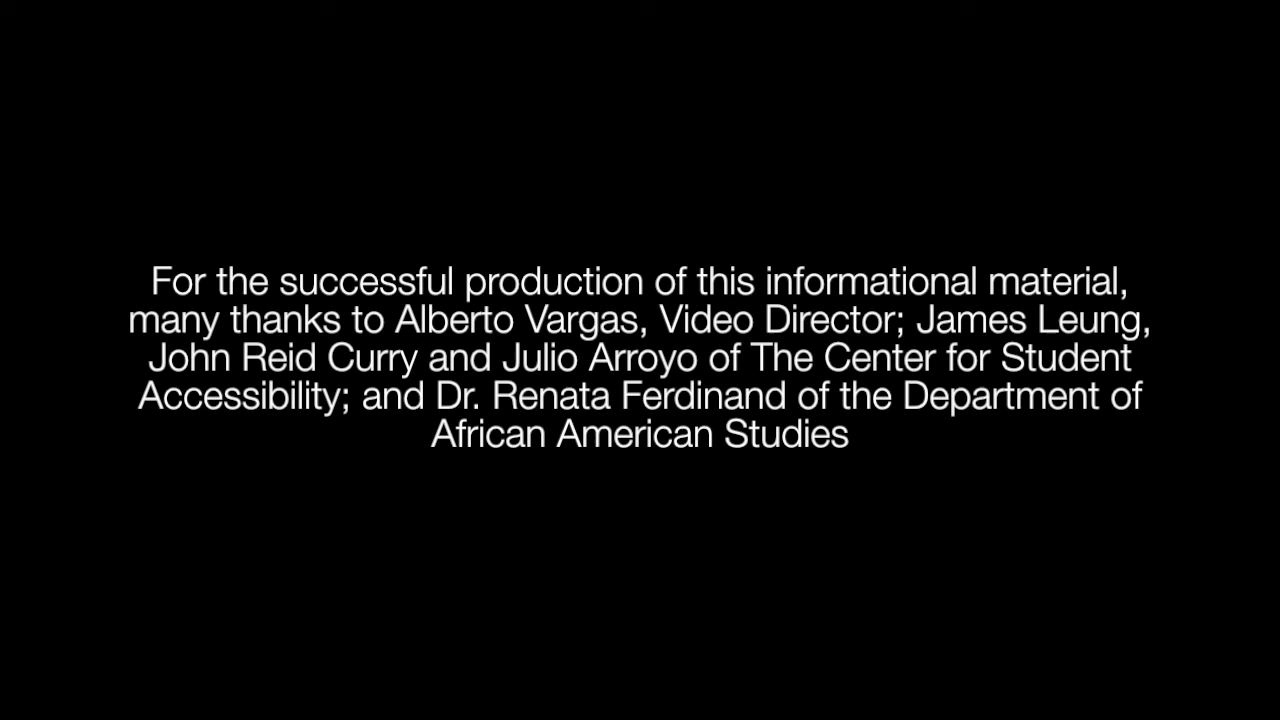 For the successful production of this informational material,
many thanks to Alberto Vargas, Video Director; James Leung,
John Reid Curry and Julio Arroyo of The Center for Student
Accessibility; and Dr. Renata Ferdinand of the Department of
African American Studies